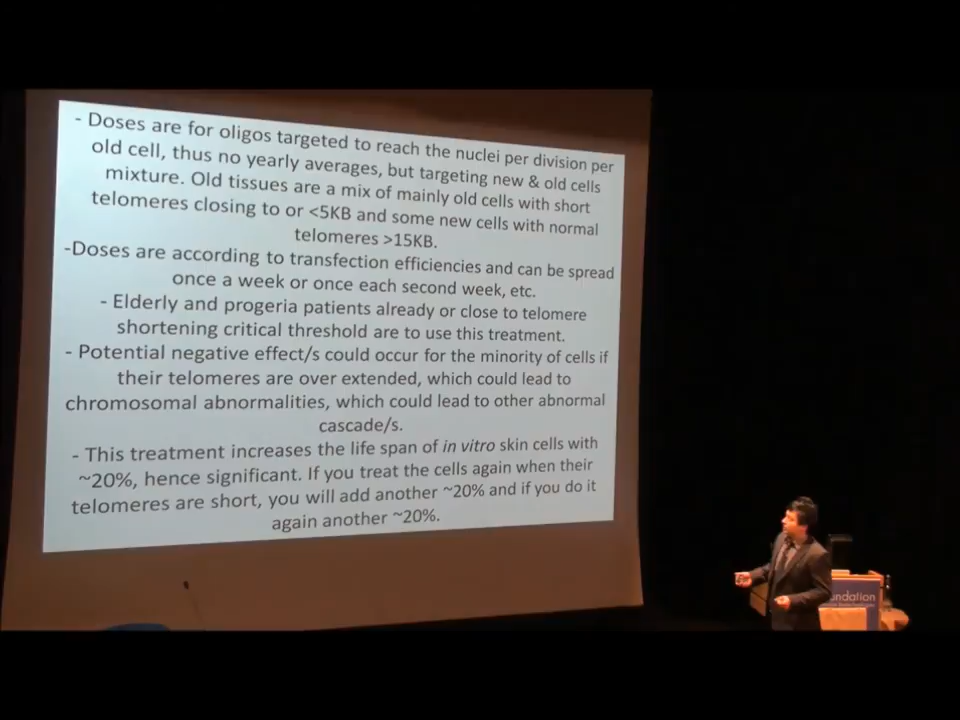 - Doses are for oligos targeted to reach the nuclei per division per
old cell, thus no yearly averages, but targeting new & old cells
mixture. Old tissues are a mix of mainly old cells with short
telomeres closing to or <5KB and some new cells with normal
telomeres >15KB.
-Doses are according to transfection efficiencies and can be spread
once a week or once each second week, etc.
- Elderly and progeria patients already or close to telomere
shortening critical threshold are to use this treatment.
- Potential negative effect/s could occur for the minority of cells if
their telomeres are over extended, which could lead to
chromosomal abnormalities, which could lead to other abnormal
cascade/s.
- This treatment increases the life span of in vitro skin cells with
~20%, hence significant. If you treat the cells again when their
telomeres are short, you will add another ~20% and if you do it
again another ~20%.
undation